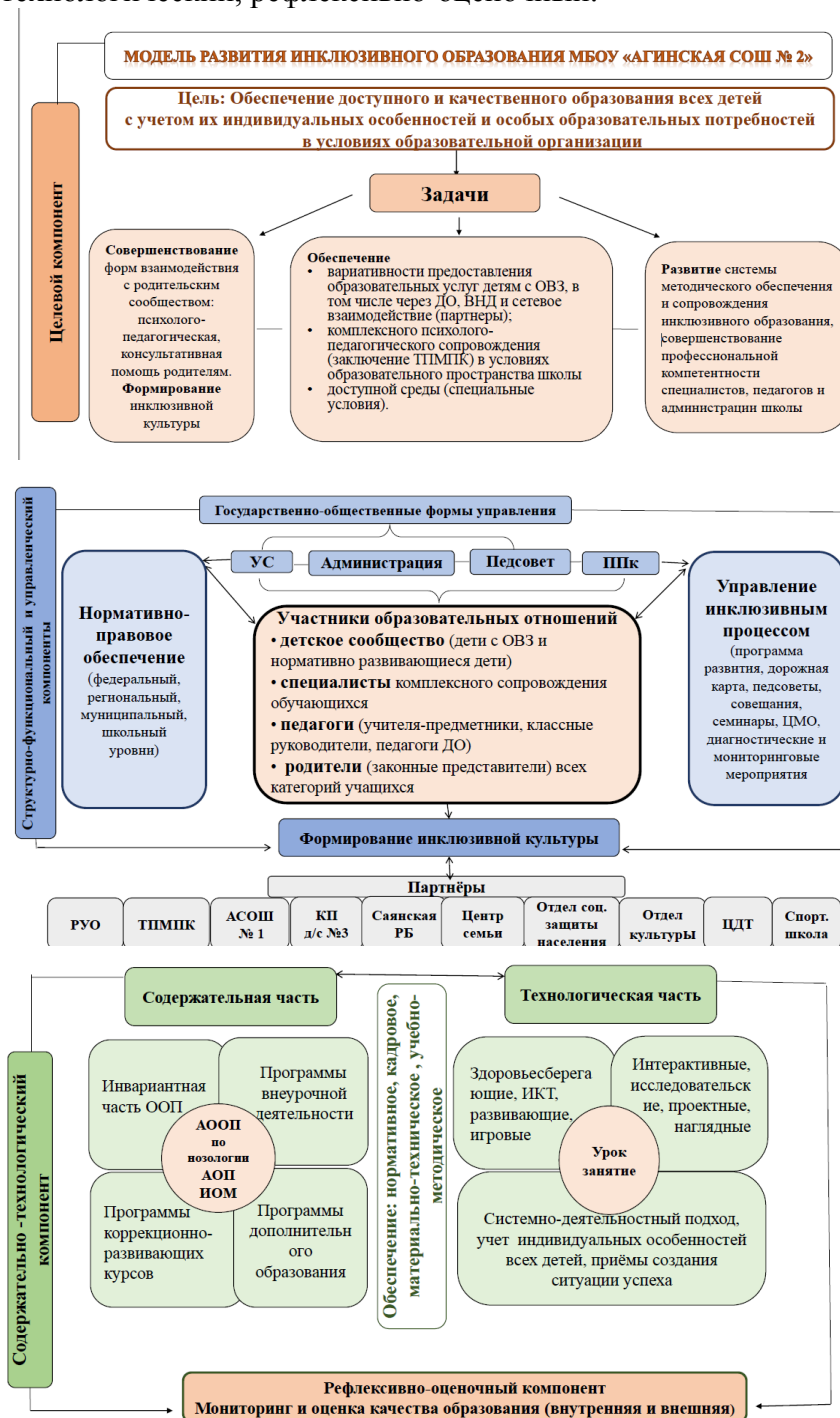 технологический, рефлексивно-оценочный.
МОДЕЛЬ РАЗВИТИЯ ИНКЛЮЗИВНОГО ОБРАЗОВАНИЯ МБОУ «АГИНСКАЯ СОШ № 2»
Цель: Обеспечение доступного и качественного образования всех детей
с учетом их индивидуальных особенностей и особых образовательных потребностей
в условиях образовательной организации
Целевой компонент
Задачи
Совершенствование
форм взаимодействия
с родительским
сообществом:
психолого-
педагогическая,
консультативная
помощь родителям.
Формирование
инклюзивной
культуры
Обеспечение
• вариативности предоставления
образовательных услуг детям с ОВЗ, в
том числе через ДО, ВНД и сетевое
взаимодействие (партнеры);
• комплексного психолого-
педагогического сопровождения
(заключение ТПМПК) в условиях
образовательного пространства школы
• доступной среды (специальные
условия).
Развитие системы
методического обеспечения
и сопровождения
инклюзивного образования,
совершенствование
профессиональной
компетентности
специалистов, педагогов и
администрации школы
Структурно-функциональный и управленческий
компоненты
Государственно-общественные формы управления
УС
Администрация
Педсовет
ППк
Нормативно-
правовое
обеспечение
(федеральный,
региональный,
муниципальный,
школьный
уровни)
Участники образовательных отношений
• детское сообщество (дети с ОВЗ и
нормативно развивающиеся дети)
• специалисты комплексного сопровождения
обучающихся
• педагоги (учителя-предметники, классные
руководители, педагоги ДО)
• родители (законные представители) всех
категорий учащихся
Управление
инклюзивным
процессом
(программа
развития, дорожная
карта, педсоветы,
совещания,
семинары, ЦМО,
диагностические и
мониторинговые
мероприятия
Формирование инклюзивной культуры
Партнёры
РУО
ТПМПК
АСОШ
№ 1
КП
д/с №3
Саянская
РБ
Центр
семьи
Отдел соц.
защиты
населения
Отдел
культуры
ЦДТ
Спорт.
школа
Содержательно -технологический
компонент
Содержательная часть
Инвариантная
часть ООП
Программы
внеурочной
деятельности
АООП
по
нозологии
АОП
ИОМ
Программы
коррекционно-
развивающих
курсов
Программы
дополнительн
ого
образования
Обеспечение: нормативное, кадровое,
материально-техническое , учебно-
методическое
Технологическая часть
Здоровьесберега
ющие, ИКТ,
развивающие,
игровые
Интерактивные,
исследовательск
ие, проектные,
наглядные
Урок
занятие
Системно-деятельностный подход,
учет индивидуальных особенностей
всех детей, приёмы создания
ситуации успеха
Рефлексивно-оценочный компонент
Мониторинг и оценка качества образования (внутренняя и внешняя)